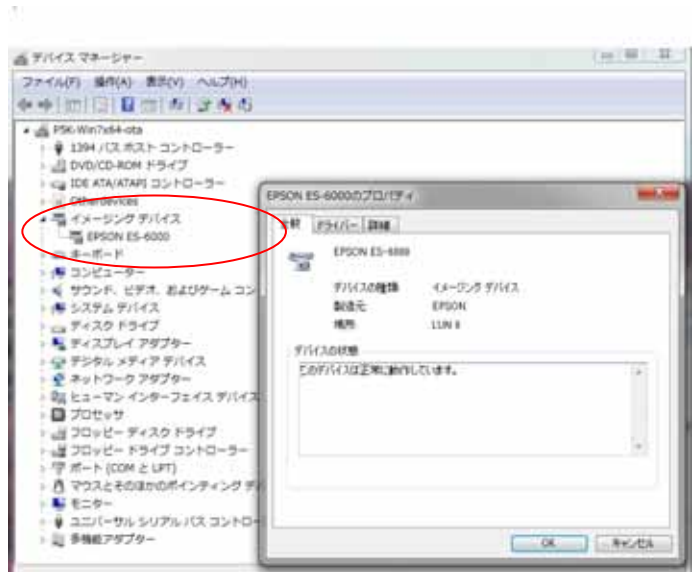 デバイス マネージャー
ファイル(F) 操作(A) 表示(V) ヘルプ(H)
PSK-Win7x64-ota
1394 バス ホスト コントローラー
DVD/CD-ROM ドライブ
IDE ATA/ATAPI コントローラー
Other devices
イメージング デバイス
EPSON ES-6000
キーボード
コンピューター
サウンド、ビデオ、およびゲーム コン
システム デバイス
ディスク ドライブ
ディスプレイ アダプター
デジタル メディア デバイス
ネットワーク アダプター
ヒューマン インターフェイス デバイス
プロセッサ
フロッピー ディスク ドライブ
フロッピー ドライブ コントローラー
ポート (COM と LPT)
マウスとそのほかのポインティング デ
モニター
ユニバーサル シリアル バス コントロー
多機能アダプター
EPSON ES-6000のプロパティ
全般 ドライバー 詳細
EPSON ES-6000
デバイスの種類 イメージング デバイス
製造元 EPSON
場所 LUN 0
デバイスの状態
このデバイスは正常に動作しています。
OK キャンセル